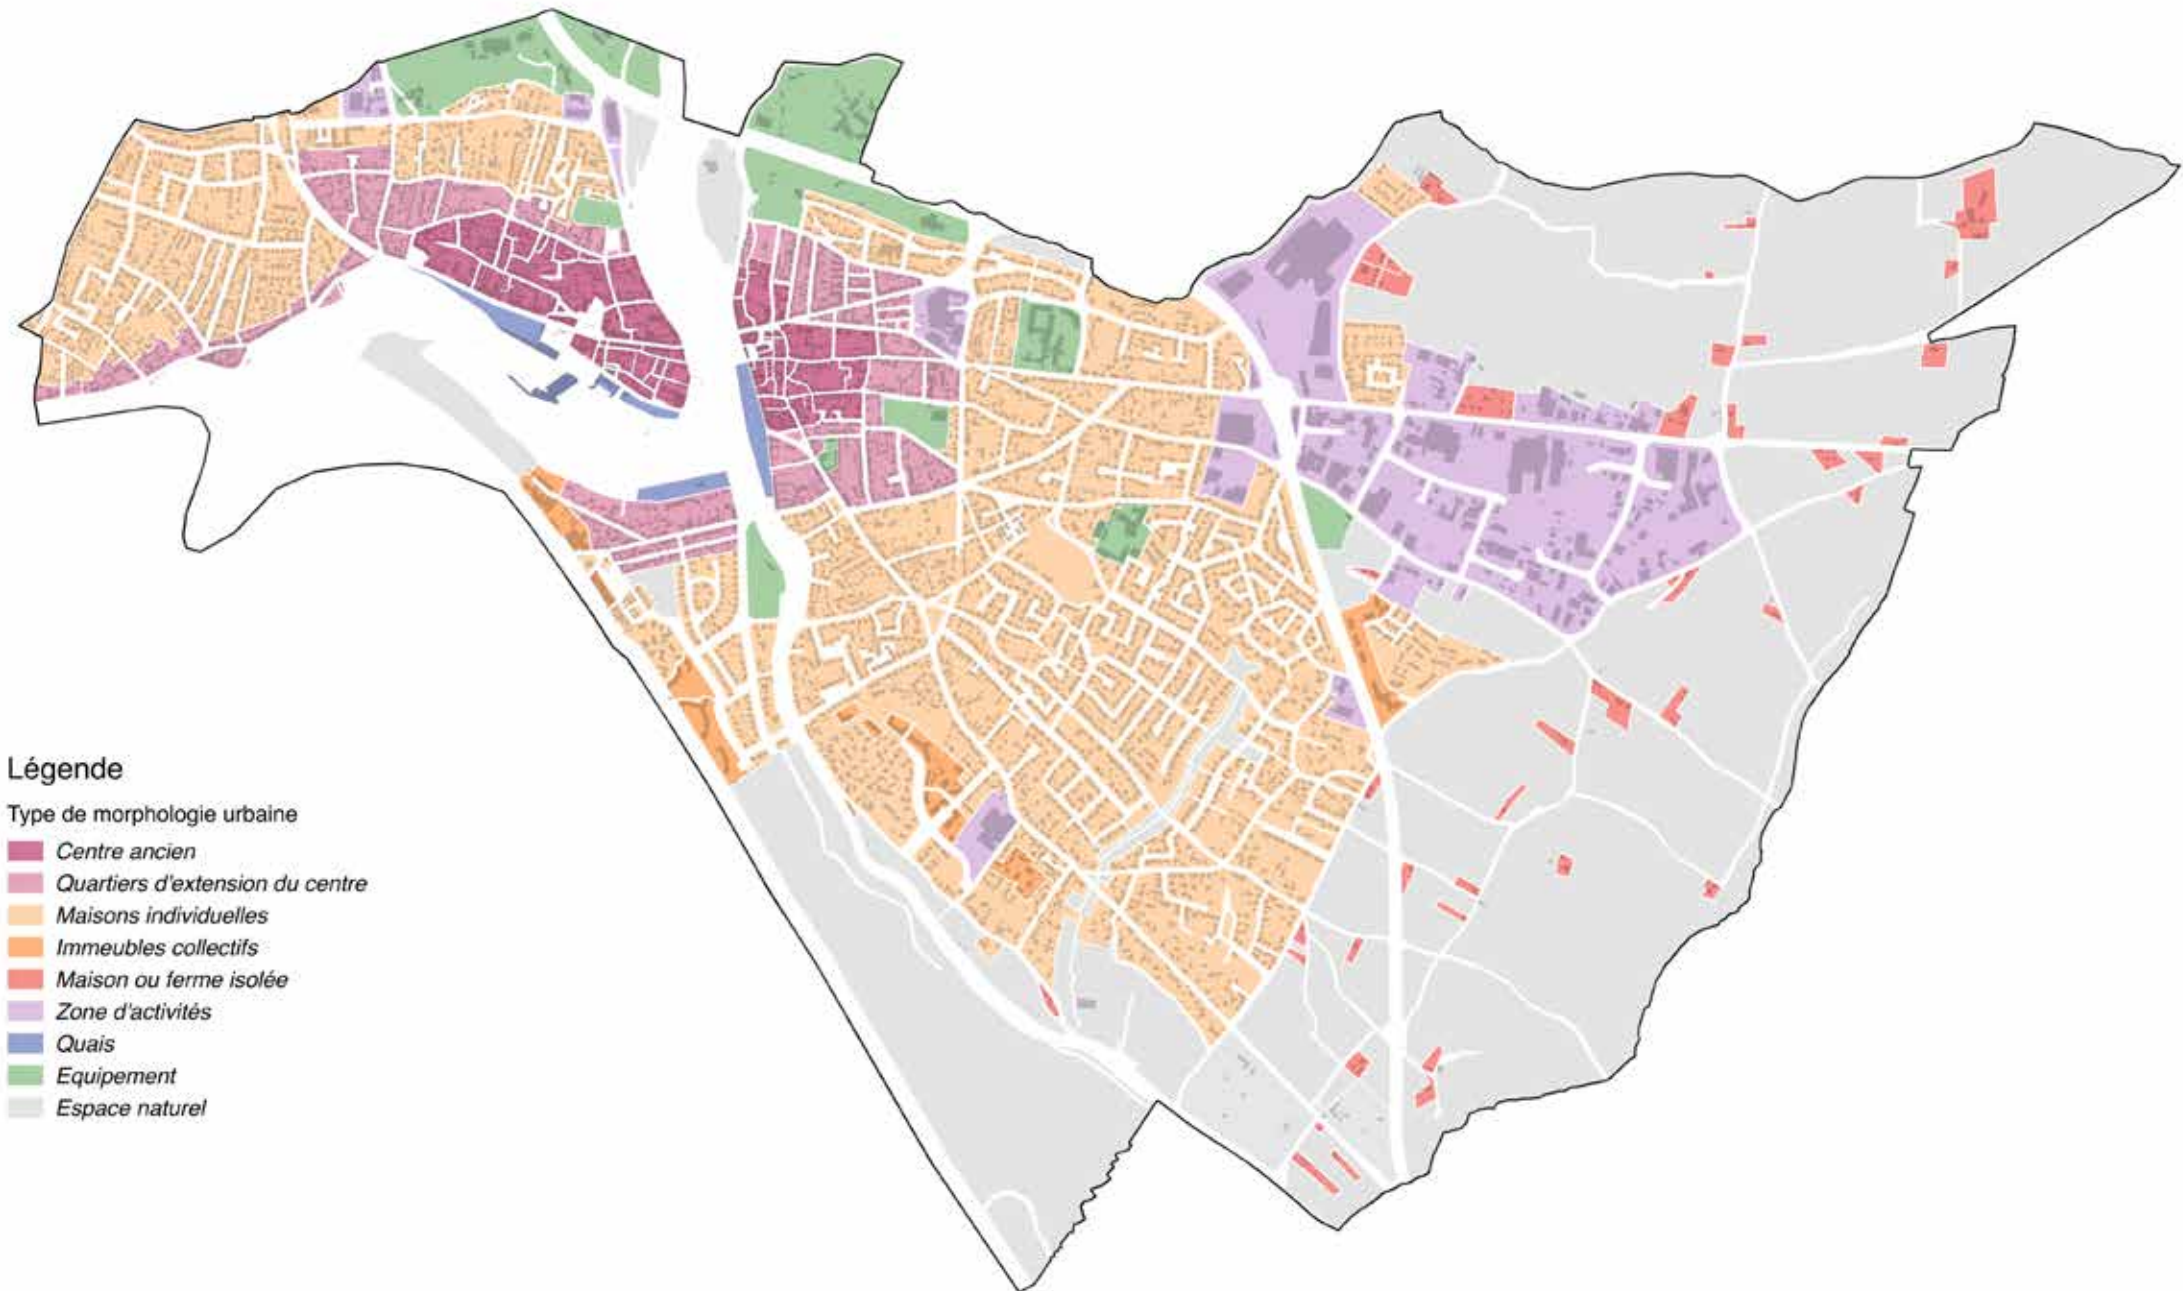 Légende
Type de morphologie urbaine
Centre ancien
Quartiers d'extension du centre
Maisons individuelles
Immeubles collectifs
Maison ou ferme isolée
Zone d'activités
Quais
Equipement
Espace naturel